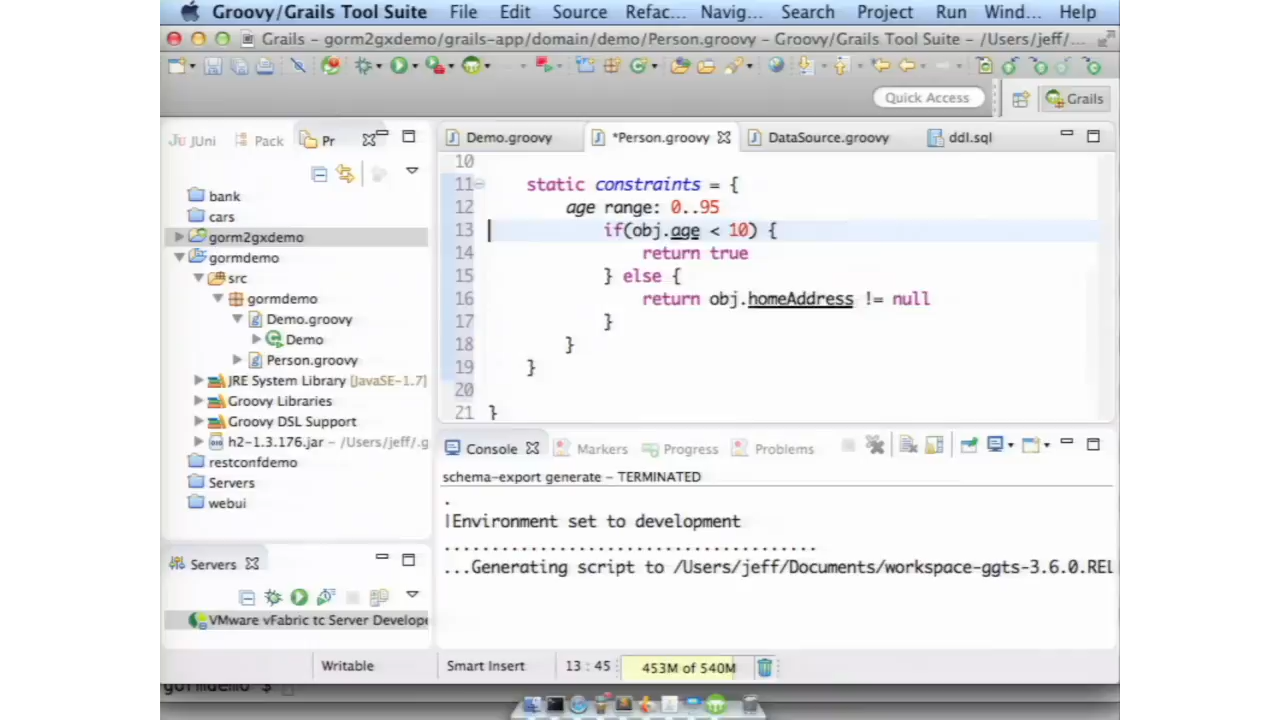 Groovy/Grails Tool Suite File Edit Source Refac... Navig... Search Project Run Wind... Help
Grails - gorm2gxdemo/grails-app/domain/demo/Person.groovy - Groovy/Grails Tool Suite - /Users/jeff/...
Quick Access
Grails
JUni
Pack
Pr
bank
cars
gorm2gxdemo
gormdemo
src
gormdemo
Demo.groovy
Demo
Person.groovy
JRE System Library [JavaSE-1.7]
Groovy Libraries
Groovy DSL Support
h2-1.3.176.jar - /Users/jeff/.g
restconfdemo
Servers
webui
Servers
VMware vFabric tc Server Develope
Demo.groovy
*Person.groovy
DataSource.groovy
ddl.sql
10
11 static constraints = {
12 age range: 0..95
13 if(obj.age < 10) {
14 return true
15 } else {
16 return obj.homeAddress != null
17 }
18 }
19 }
20
21 }
Console
Markers
Progress
Problems
schema-export generate - TERMINATED
.
|Environment set to development
.....................................
...Generating script to /Users/jeff/Documents/workspace-ggts-3.6.0.REL
Writable
Smart Insert
13 : 45
453M of 540M
gormdemo $